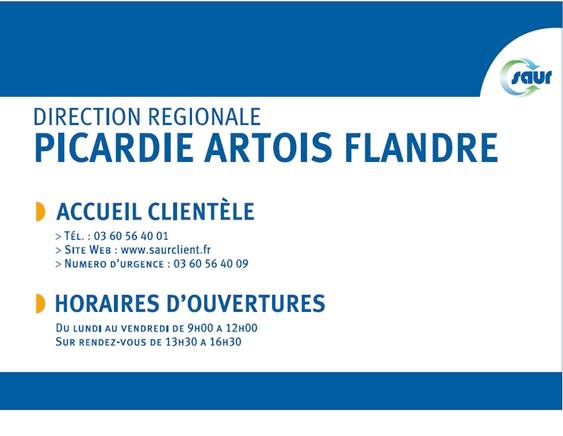 saur
DIRECTION REGIONALE
PICARDIE ARTOIS FLANDRE
ACCUEIL CLIENTÈLE
> TÉL. : 03 60 56 40 01
> SITE WEB : www.saurclient.fr
> NUMERO D'URGENCE : 03 60 56 40 09
HORAIRES D'OUVERTURES
DU LUNDI AU VENDREDI DE 9H00 A 12H00
SUR RENDEZ-VOUS DE 13H30 A 16H30